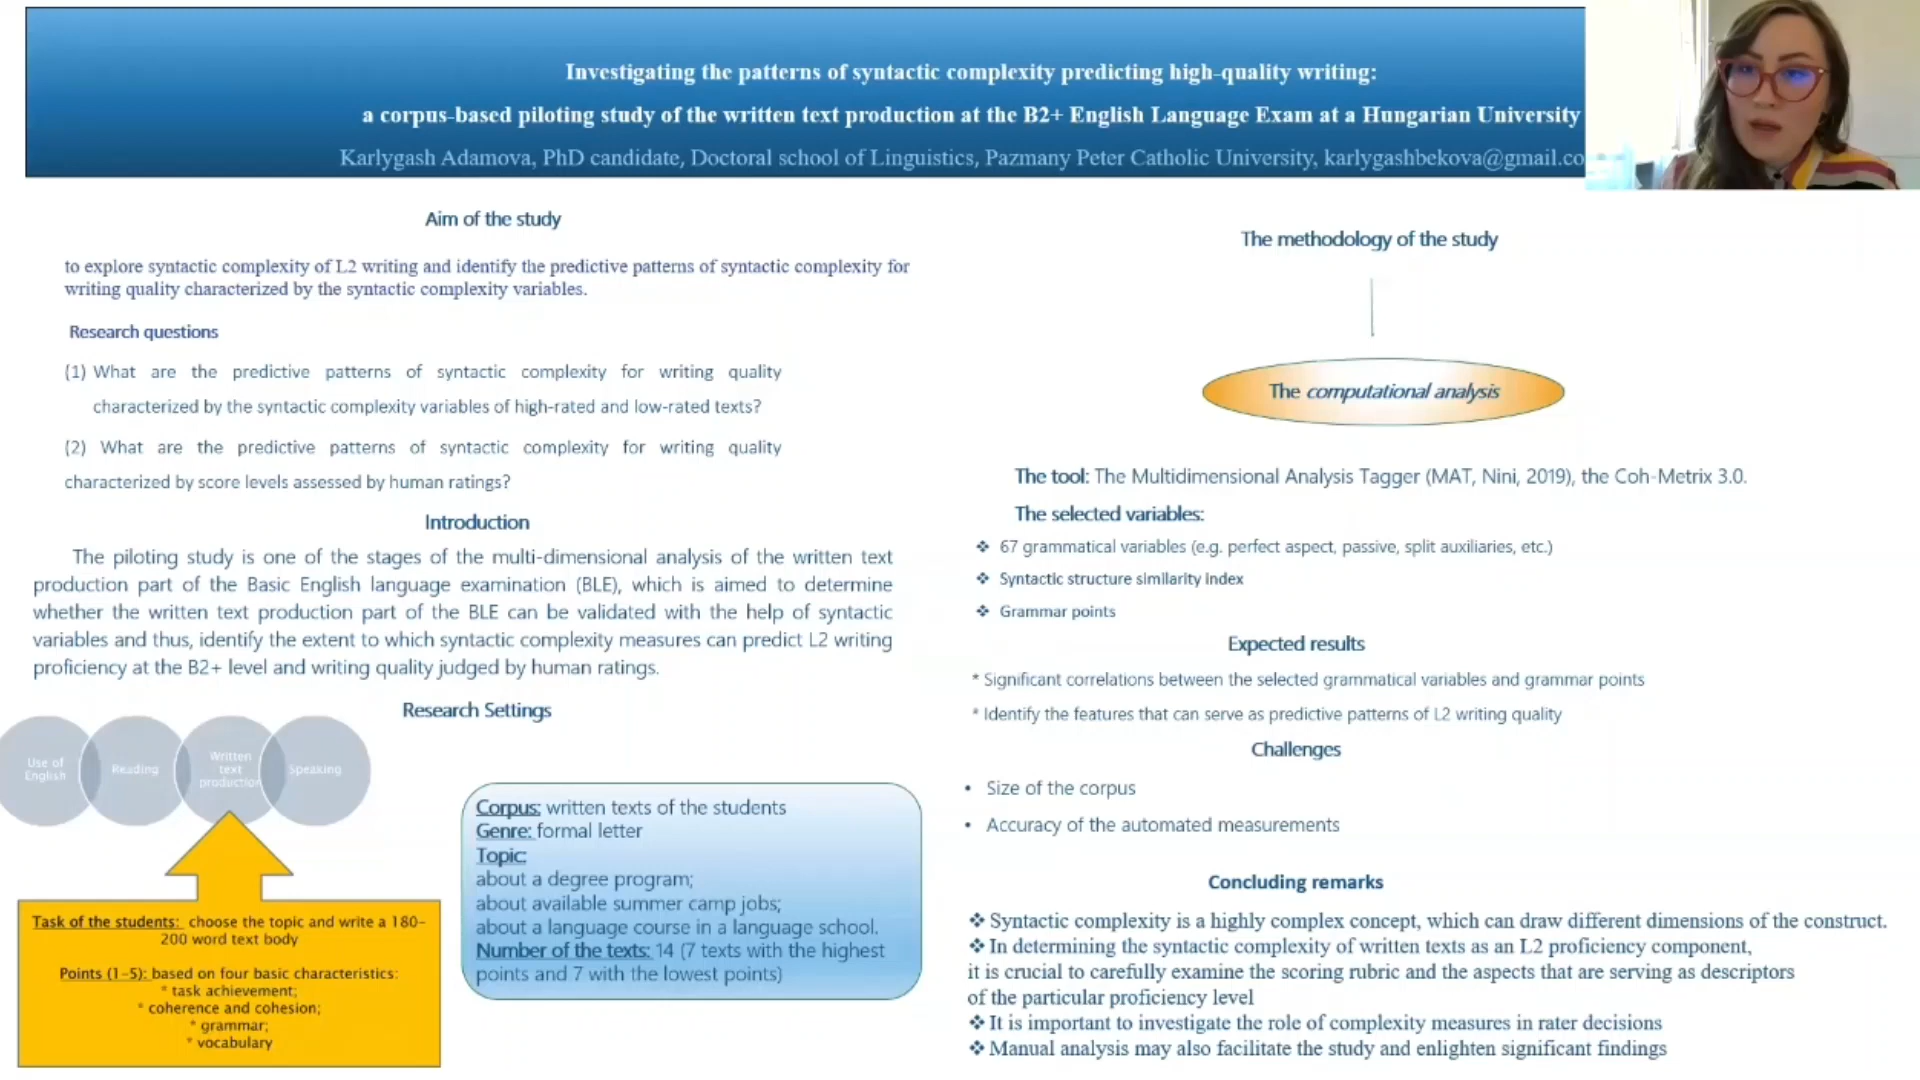 Investigating the patterns of syntactic complexity predicting high-quality writing:
a corpus-based piloting study of the written text production at the B2+ English Language Exam at a Hungarian University
Karlygash Adamova, PhD candidate, Doctoral school of Linguistics, Pazmany Peter Catholic University, karlygashbekova@gmail.co
Aim of the study
to explore syntactic complexity of L2 writing and identify the predictive patterns of syntactic complexity for
writing quality characterized by the syntactic complexity variables.
Research questions
(1) What are the predictive patterns of syntactic complexity for writing quality
characterized by the syntactic complexity variables of high-rated and low-rated texts?
(2) What are the predictive patterns of syntactic complexity for writing quality
characterized by score levels assessed by human ratings?
Introduction
The piloting study is one of the stages of the multi-dimensional analysis of the written text
production part of the Basic English language examination (BLE), which is aimed to determine
whether the written text production part of the BLE can be validated with the help of syntactic
variables and thus, identify the extent to which syntactic complexity measures can predict L2 writing
proficiency at the B2+ level and writing quality judged by human ratings.
Research Settings
Use of
English
Reading
Written
text
production
Speaking
Task of the students: choose the topic and write a 180-
200 word text body
Points (1-5): based on four basic characteristics:
* task achievement;
* coherence and cohesion;
* grammar;
* vocabulary
Corpus: written texts of the students
Genre: formal letter
Topic:
about a degree program;
about available summer camp jobs;
about a language course in a language school.
Number of the texts: 14 (7 texts with the highest
points and 7 with the lowest points)
The methodology of the study
The computational analysis
The tool: The Multidimensional Analysis Tagger (MAT, Nini, 2019), the Coh-Metrix 3.0.
The selected variables:
❖ 67 grammatical variables (e.g. perfect aspect, passive, split auxiliaries, etc.)
❖ Syntactic structure similarity index
❖ Grammar points
Expected results
* Significant correlations between the selected grammatical variables and grammar points
* Identify the features that can serve as predictive patterns of L2 writing quality
Challenges
• Size of the corpus
• Accuracy of the automated measurements
Concluding remarks
❖ Syntactic complexity is a highly complex concept, which can draw different dimensions of the construct.
❖ In determining the syntactic complexity of written texts as an L2 proficiency component,
it is crucial to carefully examine the scoring rubric and the aspects that are serving as descriptors
of the particular proficiency level
❖ It is important to investigate the role of complexity measures in rater decisions
❖ Manual analysis may also facilitate the study and enlighten significant findings